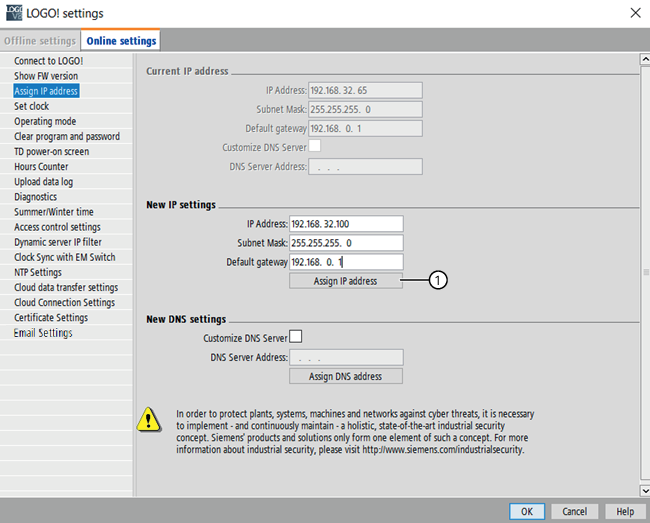 LOGO! settings
Offline settings
Online settings
Connect to LOGO!
Show FW version
Assign IP address
Set clock
Operating mode
Clear program and password
TD power-on screen
Hours Counter
Upload data log
Diagnostics
Summer/Winter time
Access control settings
Dynamic server IP filter
Clock Sync with EM Switch
NTP Settings
Cloud data transfer settings
Cloud Connection Settings
Certificate Settings
Email Settings
Current IP address
IP Address: 192.168. 32. 65
Subnet Mask: 255.255.255. 0
Default gateway 192.168. 0. 1
Customize DNS Server
DNS Server Address: . . .
New IP settings
IP Address: 192.168. 32.100
Subnet Mask: 255.255.255. 0
Default gateway 192.168. 0. 1
Assign IP address
1
New DNS settings
Customize DNS Server
DNS Server Address: . . .
Assign DNS address
In order to protect plants, systems, machines and networks against cyber threats, it is necessary
to implement - and continuously maintain - a holistic, state-of-the-art industrial security
concept. Siemens' products and solutions only form one element of such a concept. For more
information about industrial security, please visit http://www.siemens.com/industrialsecurity.
OK
Cancel
Help